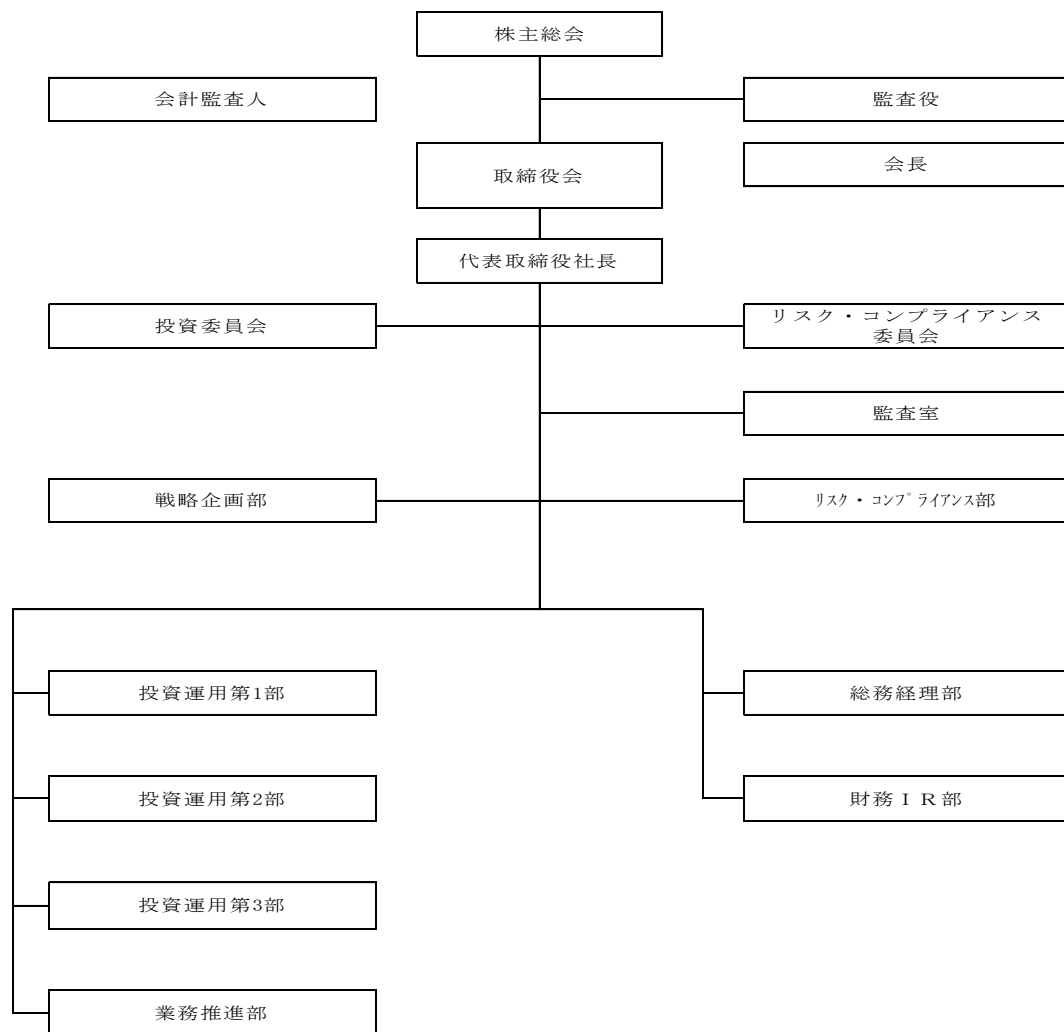 株主総会
会計監査人
監査役
取締役会
会長
代表取締役社長
投資委員会
リスク・コンプライアンス
委員会
監査室
戦略企画部
ﾘｽｸ・ｺﾝﾌﾟﾗｲｱﾝｽ部
投資運用第1部
総務経理部
投資運用第2部
財務ＩＲ部
投資運用第3部
業務推進部